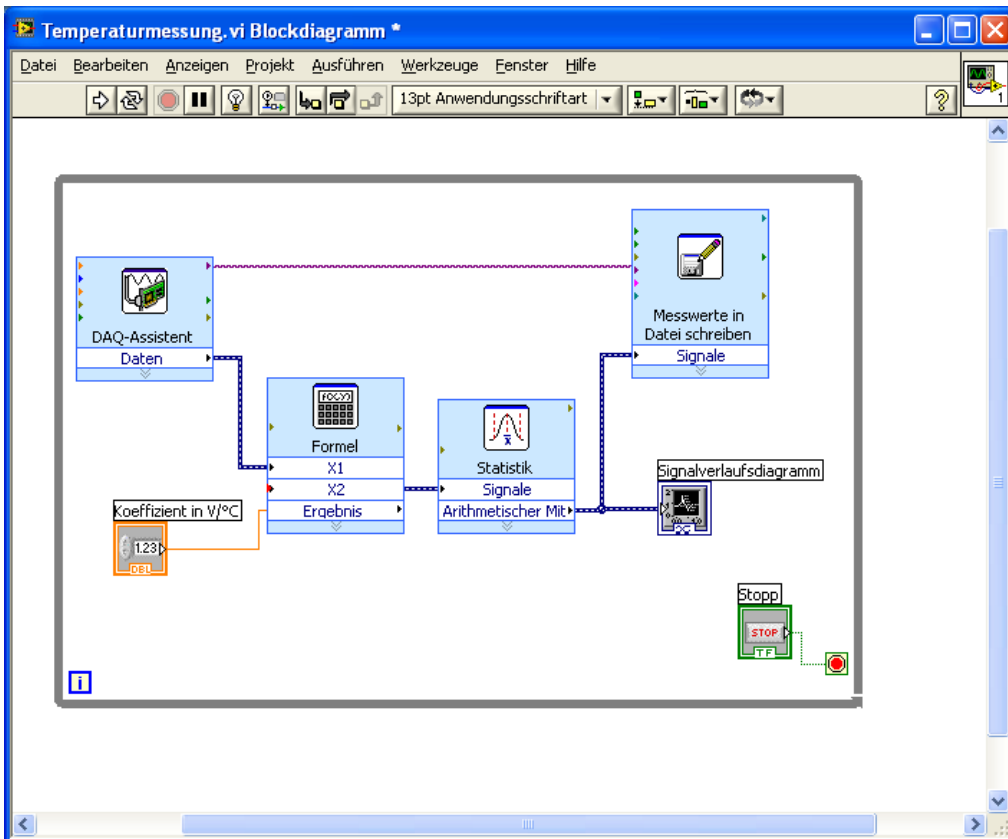 Temperaturmessung.vi Blockdiagramm *
Datei Bearbeiten Anzeigen Projekt Ausführen Werkzeuge Fenster Hilfe
13pt Anwendungsschriftart
1
DAQ-Assistent
Daten
Messwerte in
Datei schreiben
Signale
f(x,y)
Formel
X1
X2
Ergebnis
Statistik
Signale
Arithmetischer Mit
Signalverlaufsdiagramm
Koeffizient in V/°C
1.23
DBL
Stopp
STOP
TF
i